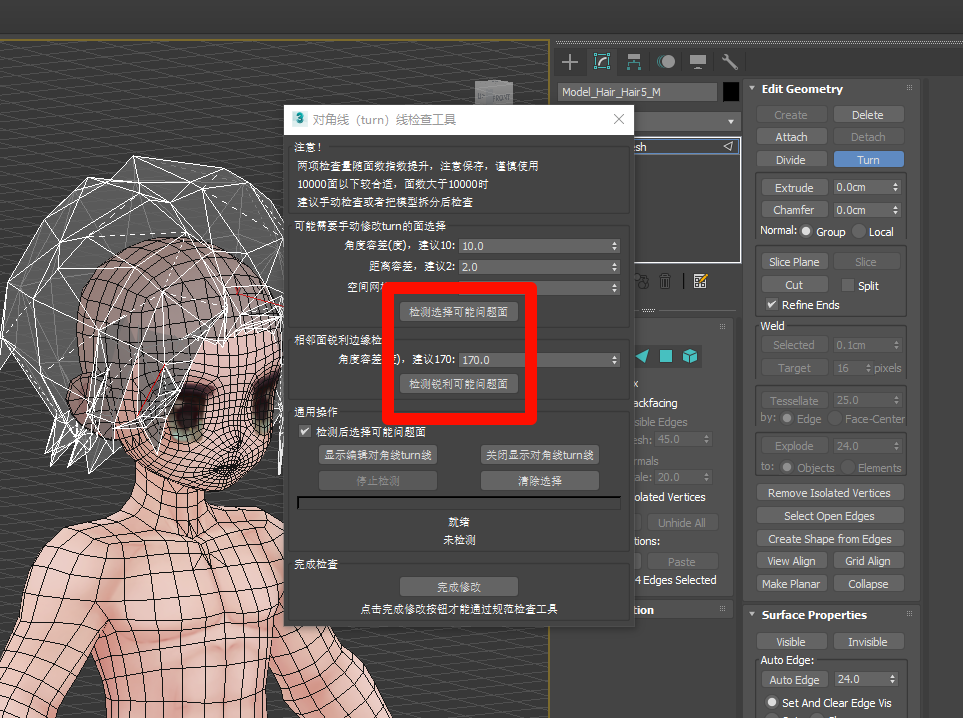 Model_Hair_Hair5_M
FRONT
对角线（turn）线检查工具
注意！
两项检查量随面数指数提升，注意保存，谨慎使用
10000面以下较合适，面数大于10000时
建议手动检查或者把模型拆分后检查
可能需要手动修改turn的面选择
角度容差(度)，建议10: 10.0
距离容差，建议2: 2.0
空间网
检测选择可能问题面
相邻面锐利边缘检
角度容差(度)，建议170: 170.0
检测锐利可能问题面
通用操作
检测后选择可能问题面
显示编辑对角线turn线
关闭显示对角线turn线
停止检测
清除选择
就绪
未检测
完成检查
完成修改
点击完成修改按钮才能通过规范检查工具
esh
x
ackfacing
sible Edges
esh: 45.0
rmals
ale: 20.0
olated Vertices
Unhide All
tions:
Paste
4 Edges Selected
tion
Edit Geometry
Create Delete
Attach Detach
Divide Turn
Extrude 0.0cm
Chamfer 0.0cm
Normal: Group Local
Slice Plane Slice
Cut Split
Refine Ends
Weld
Selected 0.1cm
Target 16 pixels
Tessellate 25.0
by: Edge Face-Center
Explode 24.0
to: Objects Elements
Remove Isolated Vertices
Select Open Edges
Create Shape from Edges
View Align Grid Align
Make Planar Collapse
Surface Properties
Visible Invisible
Auto Edge:
Auto Edge 24.0
Set And Clear Edge Vis